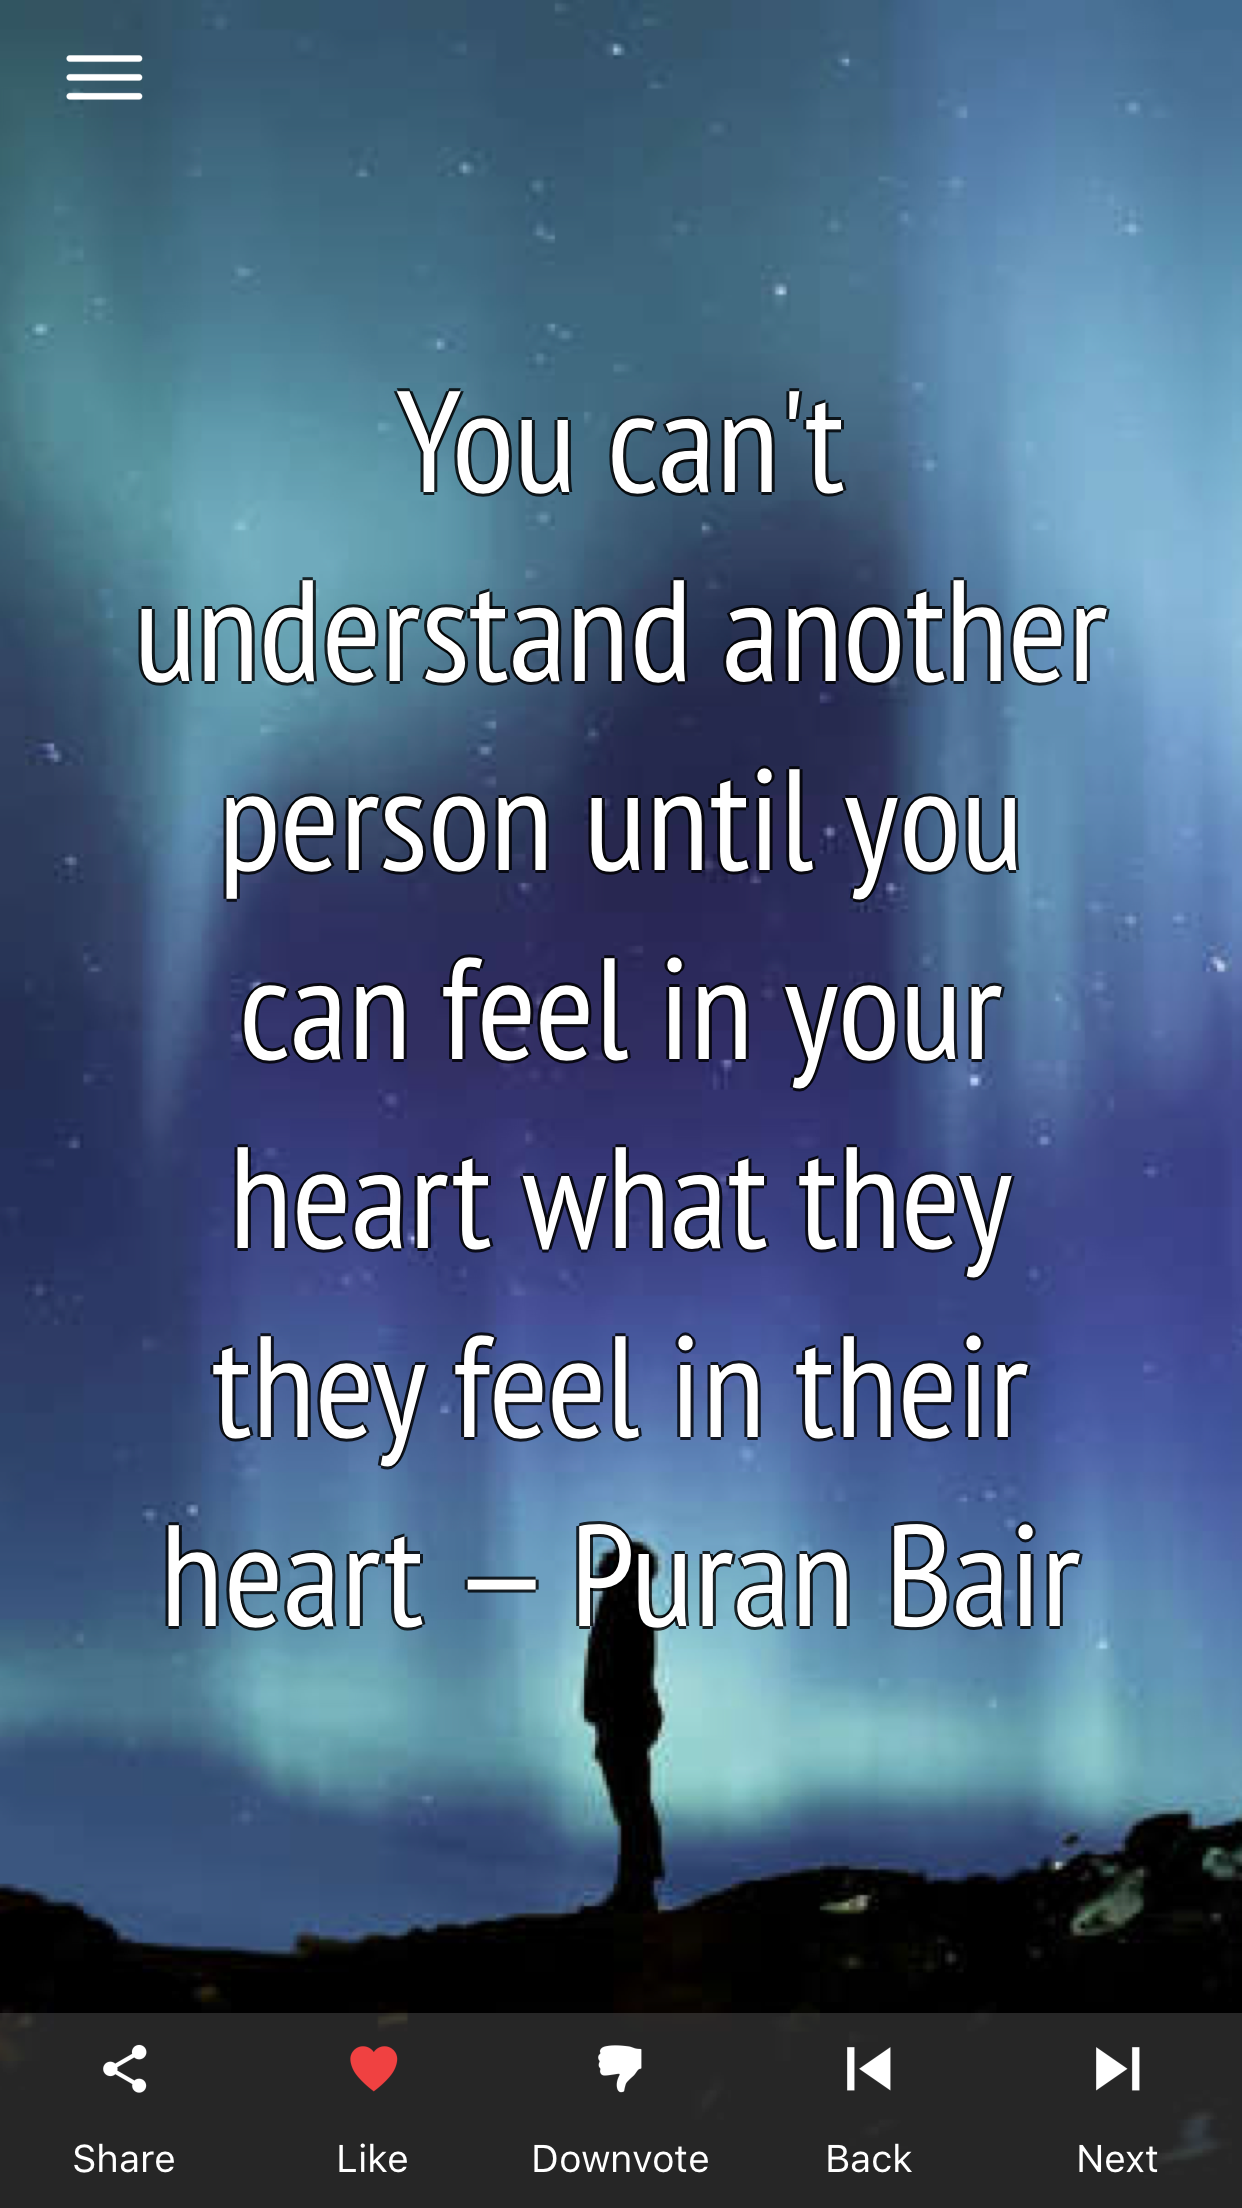 You can't
understand another
person until you
can feel in your
heart what they
they feel in their
heart – Puran Bair
Share Like Downvote Back Next